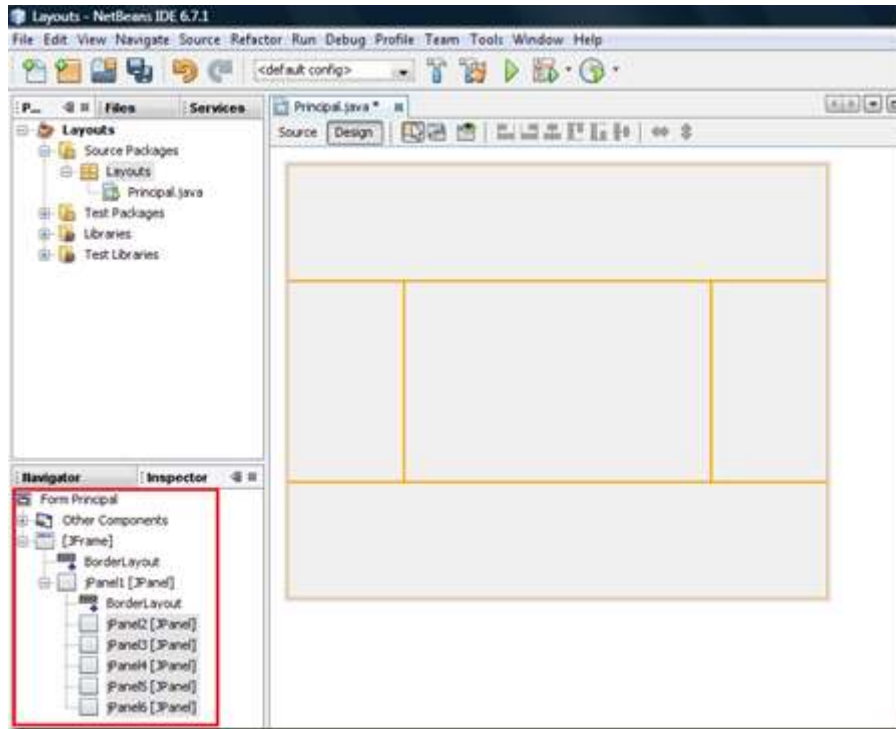 Layouts - NetBeans IDE 6.7.1
File Edit View Navigate Source Refactor Run Debug Profile Team Tools Window Help
<default config>
P... Files Services
Principal.java *
Source Design
Layouts
Source Packages
Layouts
Principal.java
Test Packages
Libraries
Test Libraries
Navigator Inspector
Form Principal
Other Components
[JFrame]
BorderLayout
jPanel1 [JPanel]
BorderLayout
jPanel2 [JPanel]
jPanel3 [JPanel]
jPanel4 [JPanel]
jPanel5 [JPanel]
jPanel6 [JPanel]